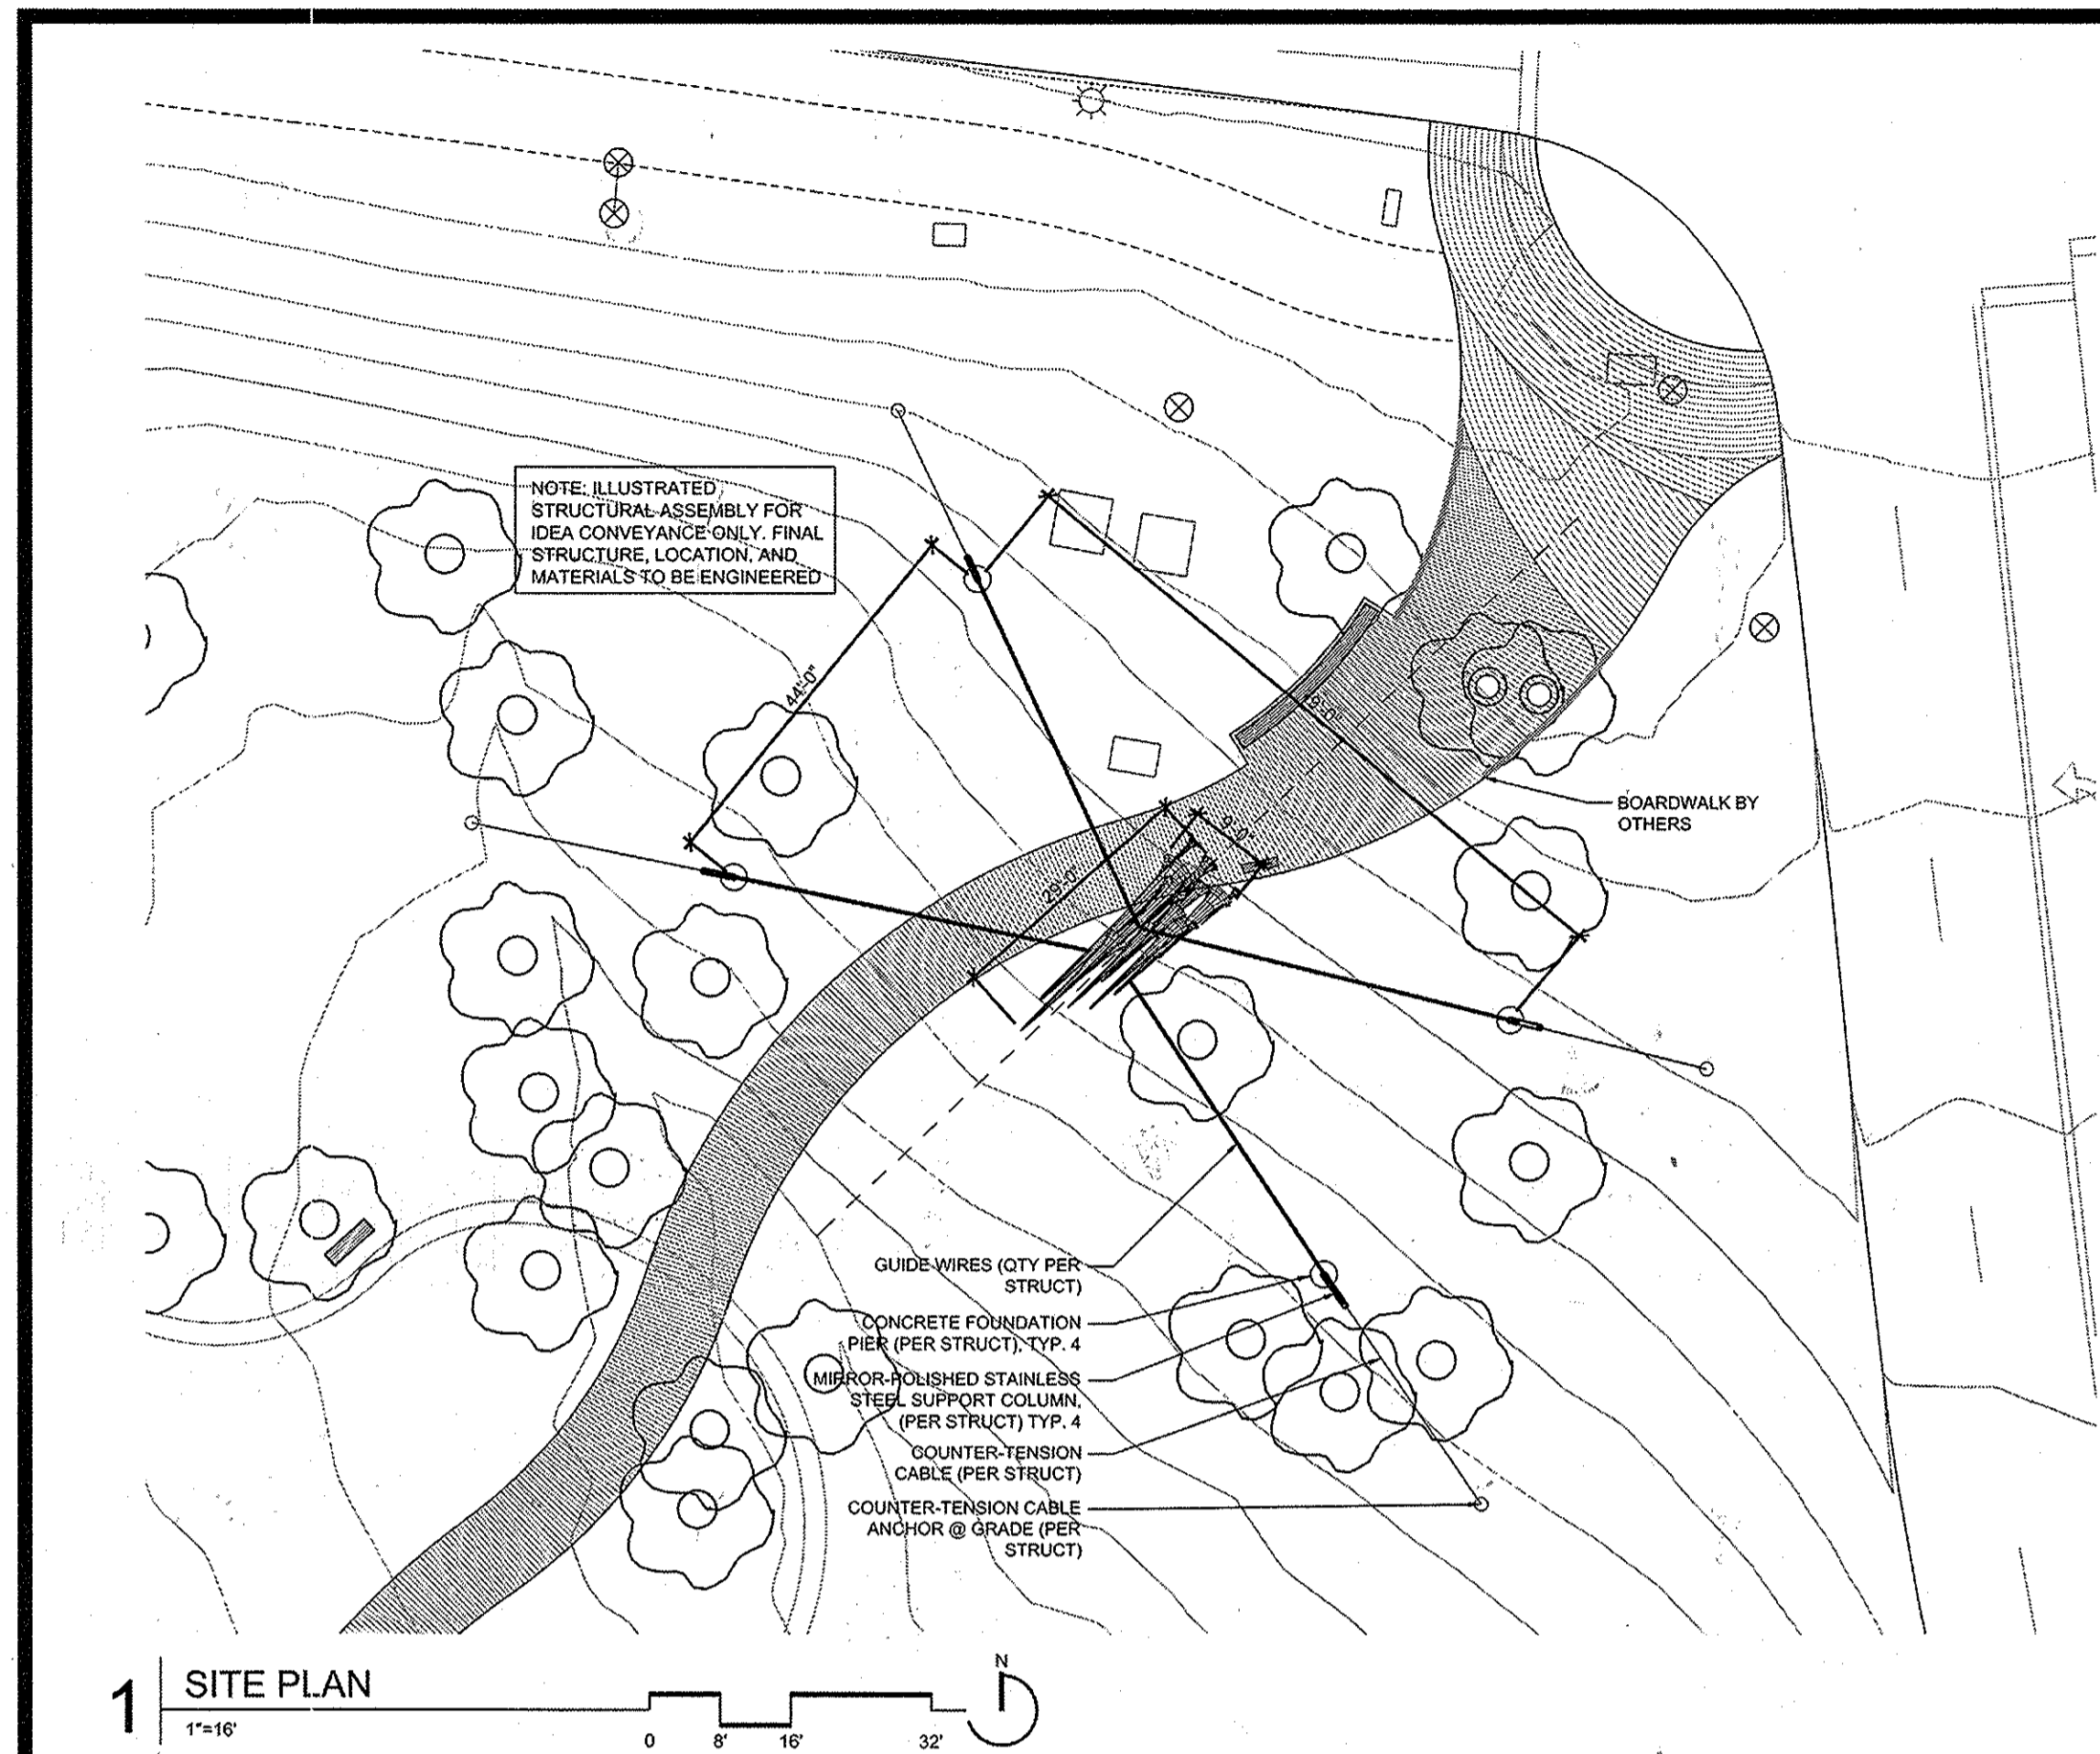 NOTE: ILLUSTRATED
STRUCTURAL ASSEMBLY FOR
IDEA CONVEYANCE ONLY. FINAL
STRUCTURE, LOCATION, AND
MATERIALS TO BE ENGINEERED
44'-0"
9'-0"
29'-0"
BOARDWALK BY
OTHERS
GUIDE WIRES (QTY PER
STRUCT)
CONCRETE FOUNDATION
PIER (PER STRUCT), TYP. 4
MIRROR-POLISHED STAINLESS
STEEL SUPPORT COLUMN,
(PER STRUCT) TYP. 4
COUNTER-TENSION
CABLE (PER STRUCT)
COUNTER-TENSION CABLE
ANCHOR @ GRADE (PER
STRUCT)
1
SITE PLAN
1"=16'
0 8' 16' 32'
N